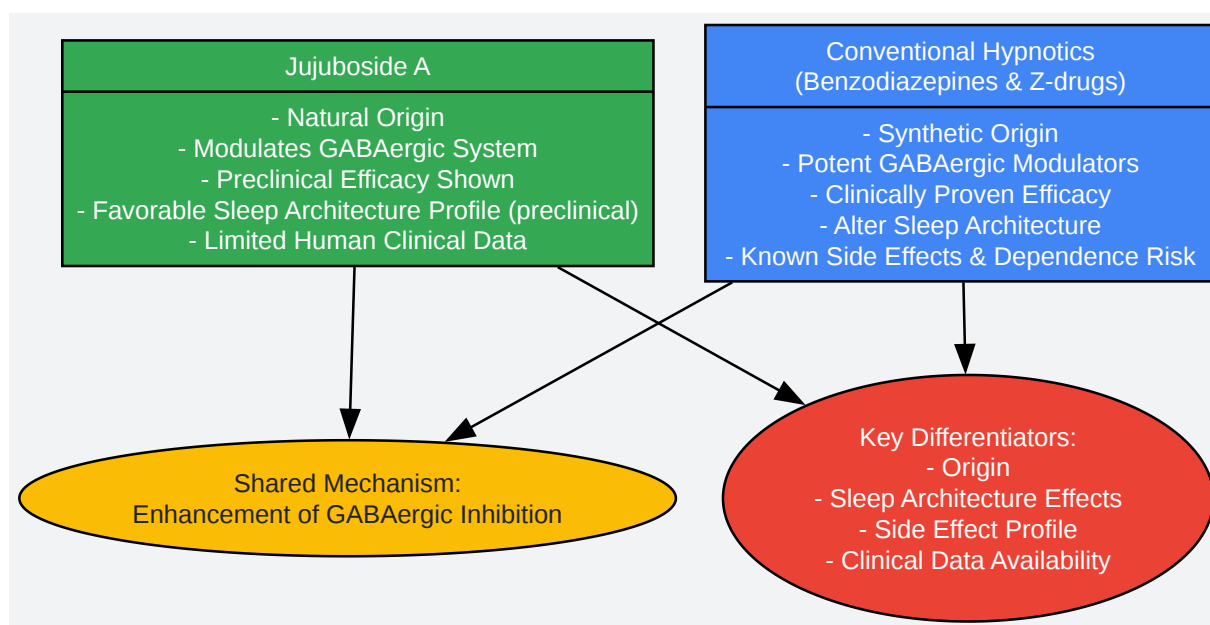 Jujuboside A
- Natural Origin
- Modulates GABAergic System
- Preclinical Efficacy Shown
- Favorable Sleep Architecture Profile (preclinical)
- Limited Human Clinical Data
Conventional Hypnotics
(Benzodiazepines & Z-drugs)
- Synthetic Origin
- Potent GABAergic Modulators
- Clinically Proven Efficacy
- Alter Sleep Architecture
- Known Side Effects & Dependence Risk
Shared Mechanism:
Enhancement of GABAergic Inhibition
Key Differentiators:
- Origin
- Sleep Architecture Effects
- Side Effect Profile
- Clinical Data Availability